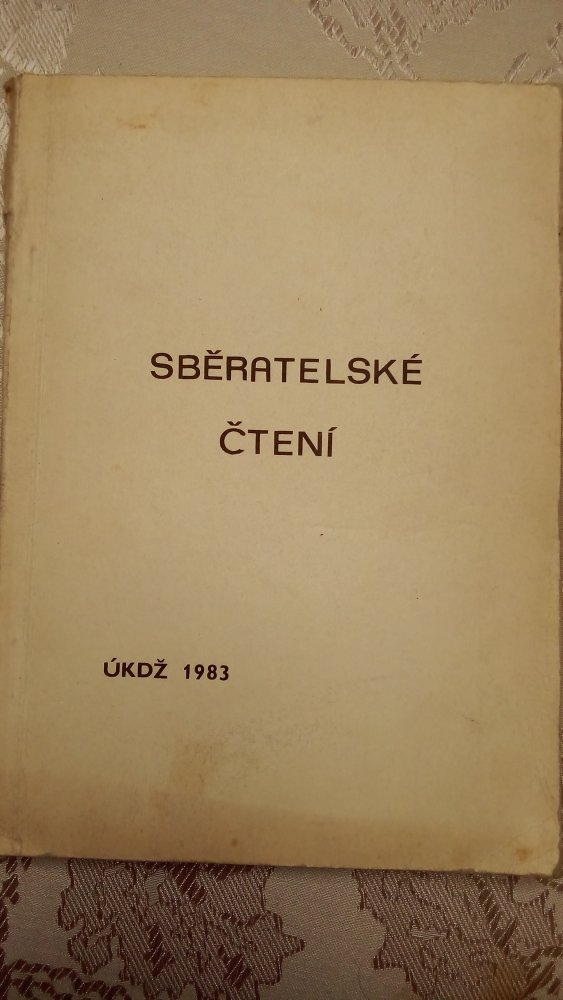 SBĚRATELSKÉ
ČTENÍ
ÚKDŽ 1983